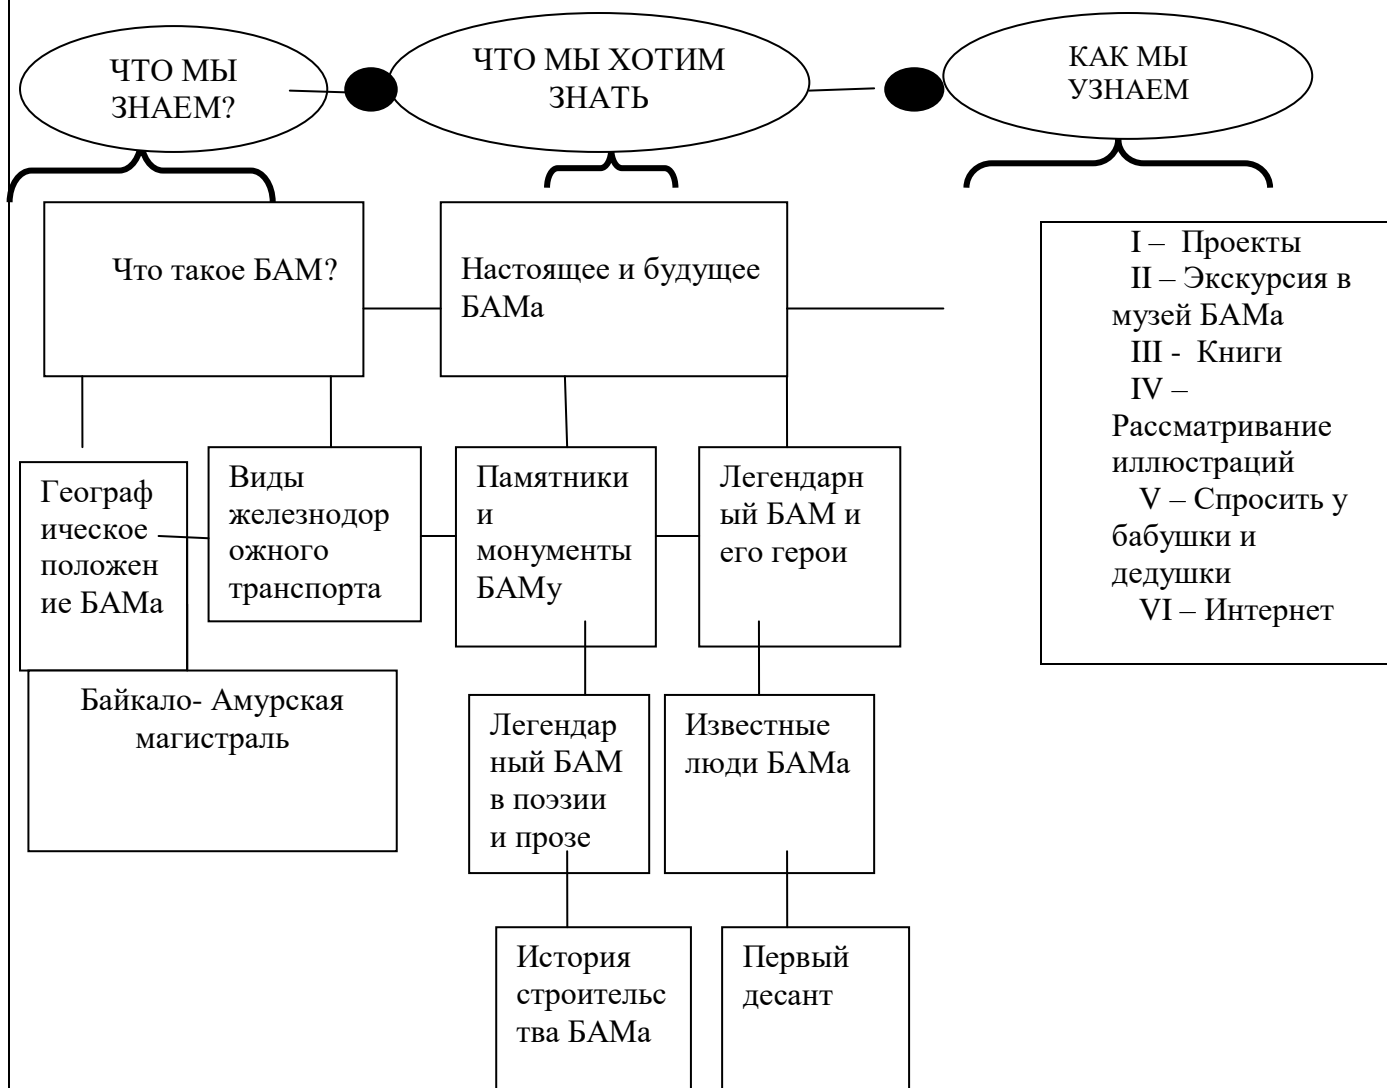 ЧТО МЫ
ЗНАЕМ?
ЧТО МЫ ХОТИМ
ЗНАТЬ
КАК МЫ
УЗНАЕМ
Что такое БАМ?
Настоящее и будущее
БАМа
I – Проекты
II – Экскурсия в
музей БАМа
III - Книги
IV –
Рассматривание
иллюстраций
V – Спросить у
бабушки и
дедушки
VI – Интернет
Географ
ическое
положен
ие БАМа
Виды
железнодор
ожного
транспорта
Памятники
и
монументы
БАМу
Легендарн
ый БАМ и
его герои
Байкало- Амурская
магистраль
Легендар
ный БАМ
в поэзии
и прозе
Известные
люди БАМа
История
строительс
тва БАМа
Первый
десант